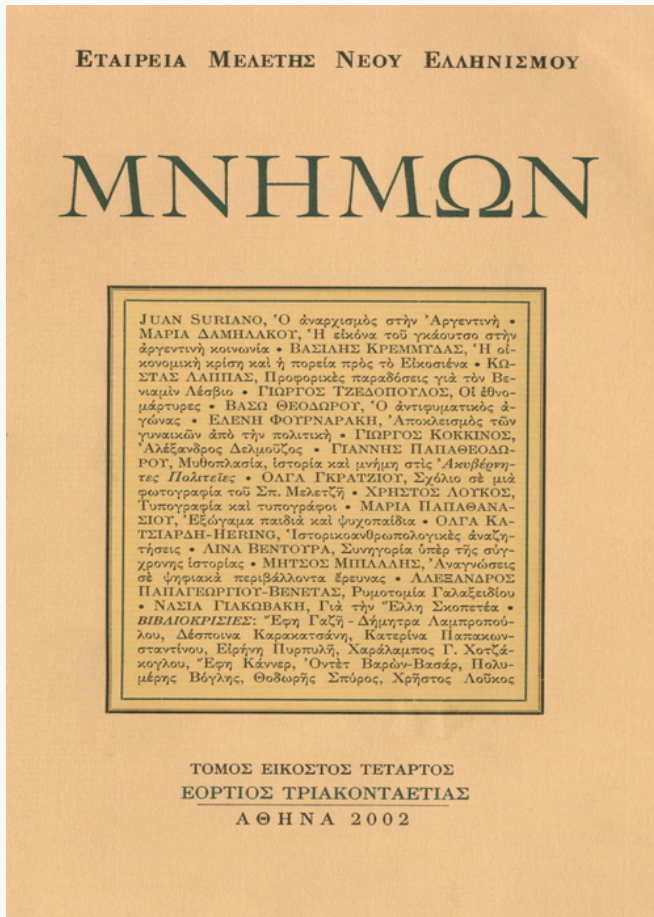 ΕΤΑΙΡΕΙΑ ΜΕΛΕΤΗΣ ΝΕΟΥ ΕΛΛΗΝΙΣΜΟΥ
ΜΝΗΜΩΝ
JUAN SURIANO, Ὁ ἀναρχισμὸς στὴν Ἀργεντινὴ •
ΜΑΡΙΑ ΔΑΜΗΛΑΚΟΥ, Ἡ εἰκόνα τοῦ γκάουτσο στὴν
ἀργεντινὴ κοινωνία • ΒΑΣΙΛΗΣ ΚΡΕΜΜΥΔΑΣ, Ἡ οἰ-
κονομικὴ κρίση καὶ ἡ πορεία πρὸς τὸ Εἰκοσιένα • ΚΩ-
ΣΤΑΣ ΛΑΠΠΑΣ, Προφορικὲς παραδόσεις γιὰ τὸν Βε-
νιαμὶν Λέσβιο • ΓΙΩΡΓΟΣ ΤΖΕΔΟΠΟΥΛΟΣ, Οἱ ἐθνο-
μάρτυρες • ΒΑΣΩ ΘΕΟΔΩΡΟΥ, Ὁ ἀντιφυματικὸς ἀ-
γώνας • ΕΛΕΝΗ ΦΟΥΡΝΑΡΑΚΗ, Ἀποκλεισμὸς τῶν
γυναικῶν ἀπὸ τὴν πολιτικὴ • ΓΙΩΡΓΟΣ ΚΟΚΚΙΝΟΣ,
Ἀλέξανδρος Δελμοῦζος • ΓΙΑΝΝΗΣ ΠΑΠΑΘΕΟΔΩ-
ΡΟΥ, Μυθοπλασία, ἱστορία καὶ μνήμη στὶς Ἀκυβέρνη-
τες Πολιτεῖες • ΟΛΓΑ ΓΚΡΑΤΖΙΟΥ, Σχόλιο σὲ μιὰ
φωτογραφία τοῦ Σπ. Μελετζῆ • ΧΡΗΣΤΟΣ ΛΟΥΚΟΣ,
Τυπογραφία καὶ τυπογράφοι • ΜΑΡΙΑ ΠΑΠΑΘΑΝΑ-
ΣΙΟΥ, Ἐξώγαμα παιδιὰ καὶ ψυχοπαίδια • ΟΛΓΑ ΚΑ-
ΤΣΙΑΡΔΗ-HERING, Ἱστορικοανθρωπολογικὲς ἀναζη-
τήσεις • ΛΙΝΑ ΒΕΝΤΟΥΡΑ, Συνηγορία ὑπὲρ τῆς σύγ-
χρονης ἱστορίας • ΜΗΤΣΟΣ ΜΠΙΛΑΛΗΣ, Ἀναγνώσεις
σὲ ψηφιακὰ περιβάλλοντα ἔρευνας • ΑΛΕΞΑΝΔΡΟΣ
ΠΑΠΑΓΕΩΡΓΙΟΥ-ΒΕΝΕΤΑΣ, Ρυμοτομία Γαλαξειδίου
• ΝΑΣΙΑ ΓΙΑΚΩΒΑΚΗ, Γιὰ τὴν Ἕλλη Σκοπετέα •
ΒΙΒΛΙΟΚΡΙΣΙΕΣ: Ἔφη Γαζῆ - Δήμητρα Λαμπροπού-
λου, Δέσποινα Καρακατσάνη, Κατερίνα Παπακων-
σταντίνου, Εἰρήνη Πυρπυλῆ, Χαράλαμπος Γ. Χοτζά-
κογλου, Ἔφη Κάννερ, Ὀντὲτ Βαρὼν-Βασάρ, Πολυ-
μέρης Βόγλης, Θοδωρῆς Σπύρος, Χρῆστος Λοῦκος
ΤΟΜΟΣ ΕΙΚΟΣΤΟΣ ΤΕΤΑΡΤΟΣ
ΕΟΡΤΙΟΣ ΤΡΙΑΚΟΝΤΑΕΤΙΑΣ
ΑΘΗΝΑ 2002